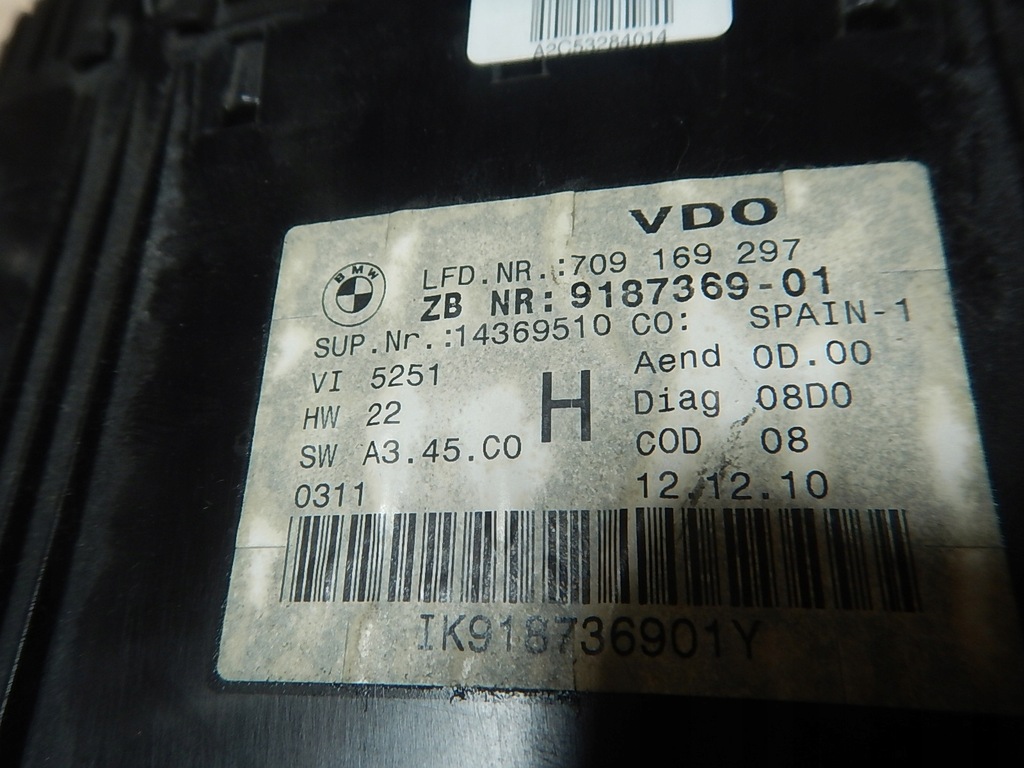 A2C53284014
VDO
BMW
LFD.NR.:709 169 297
ZB NR: 9187369-01
SUP.Nr.:14369510 CO: SPAIN-1
VI 5251
Aend 0D.00
HW 22
H
Diag 08D0
SW A3.45.C0
COD 08
0311
12.12.10
IK918736901Y